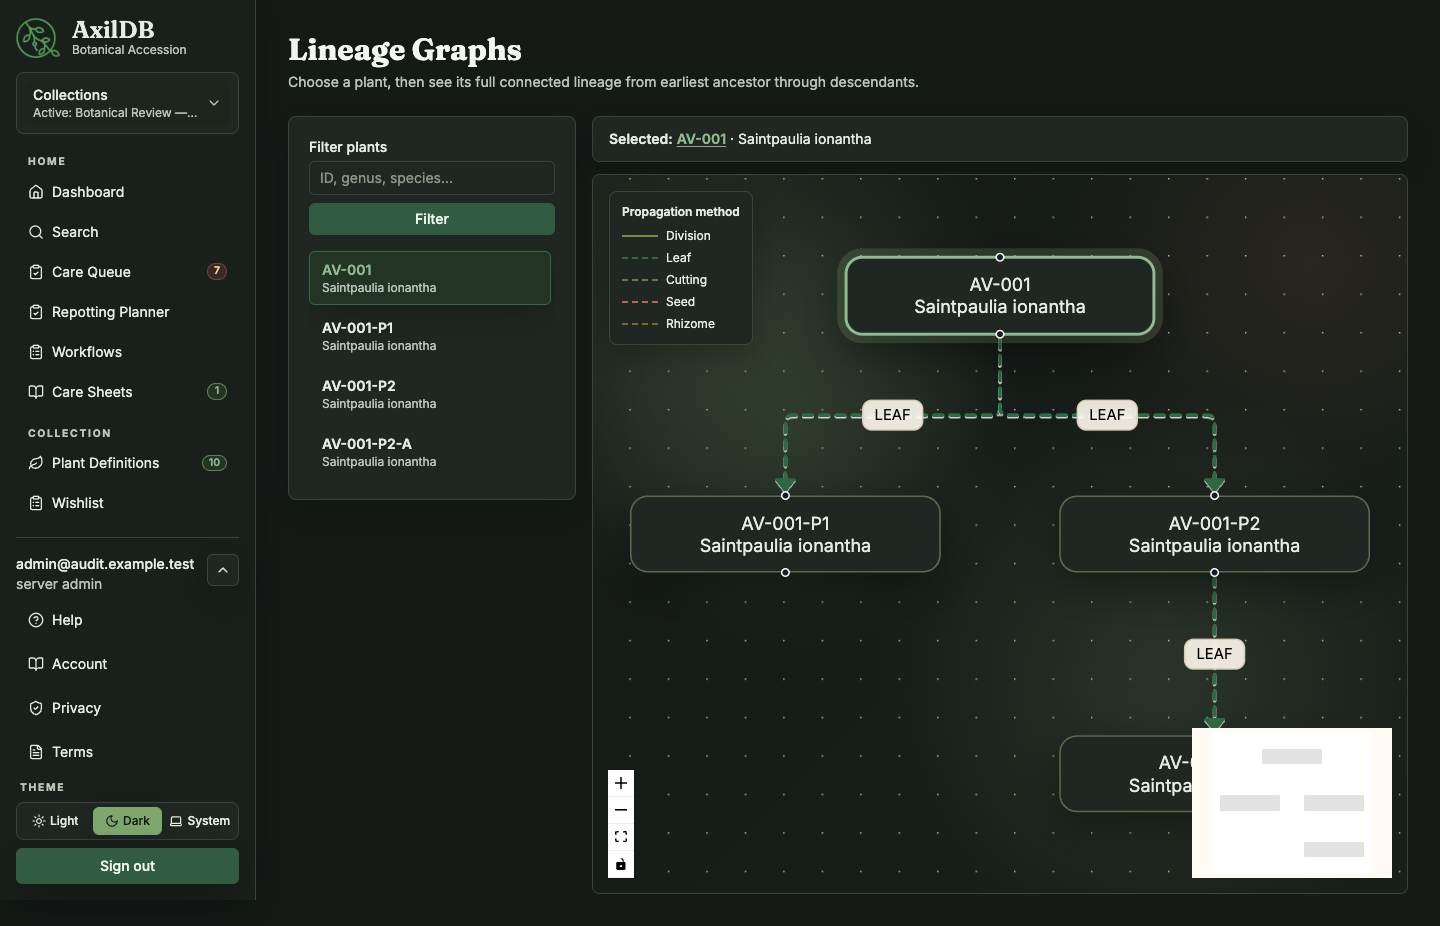 AxilDB
Botanical Accession
Collections
Active: Botanical Review —...
HOME
Dashboard
Search
Care Queue
7
Repotting Planner
Workflows
Care Sheets
1
COLLECTION
Plant Definitions
10
Wishlist
admin@audit.example.test
server admin
Help
Account
Privacy
Terms
THEME
Light
Dark
System
Sign out
Lineage Graphs
Choose a plant, then see its full connected lineage from earliest ancestor through descendants.
Filter plants
ID, genus, species...
Filter
AV-001
Saintpaulia ionantha
AV-001-P1
Saintpaulia ionantha
AV-001-P2
Saintpaulia ionantha
AV-001-P2-A
Saintpaulia ionantha
Selected: AV-001 · Saintpaulia ionantha
Propagation method
Division
Leaf
Cutting
Seed
Rhizome
AV-001
Saintpaulia ionantha
LEAF
LEAF
AV-001-P1
Saintpaulia ionantha
AV-001-P2
Saintpaulia ionantha
LEAF